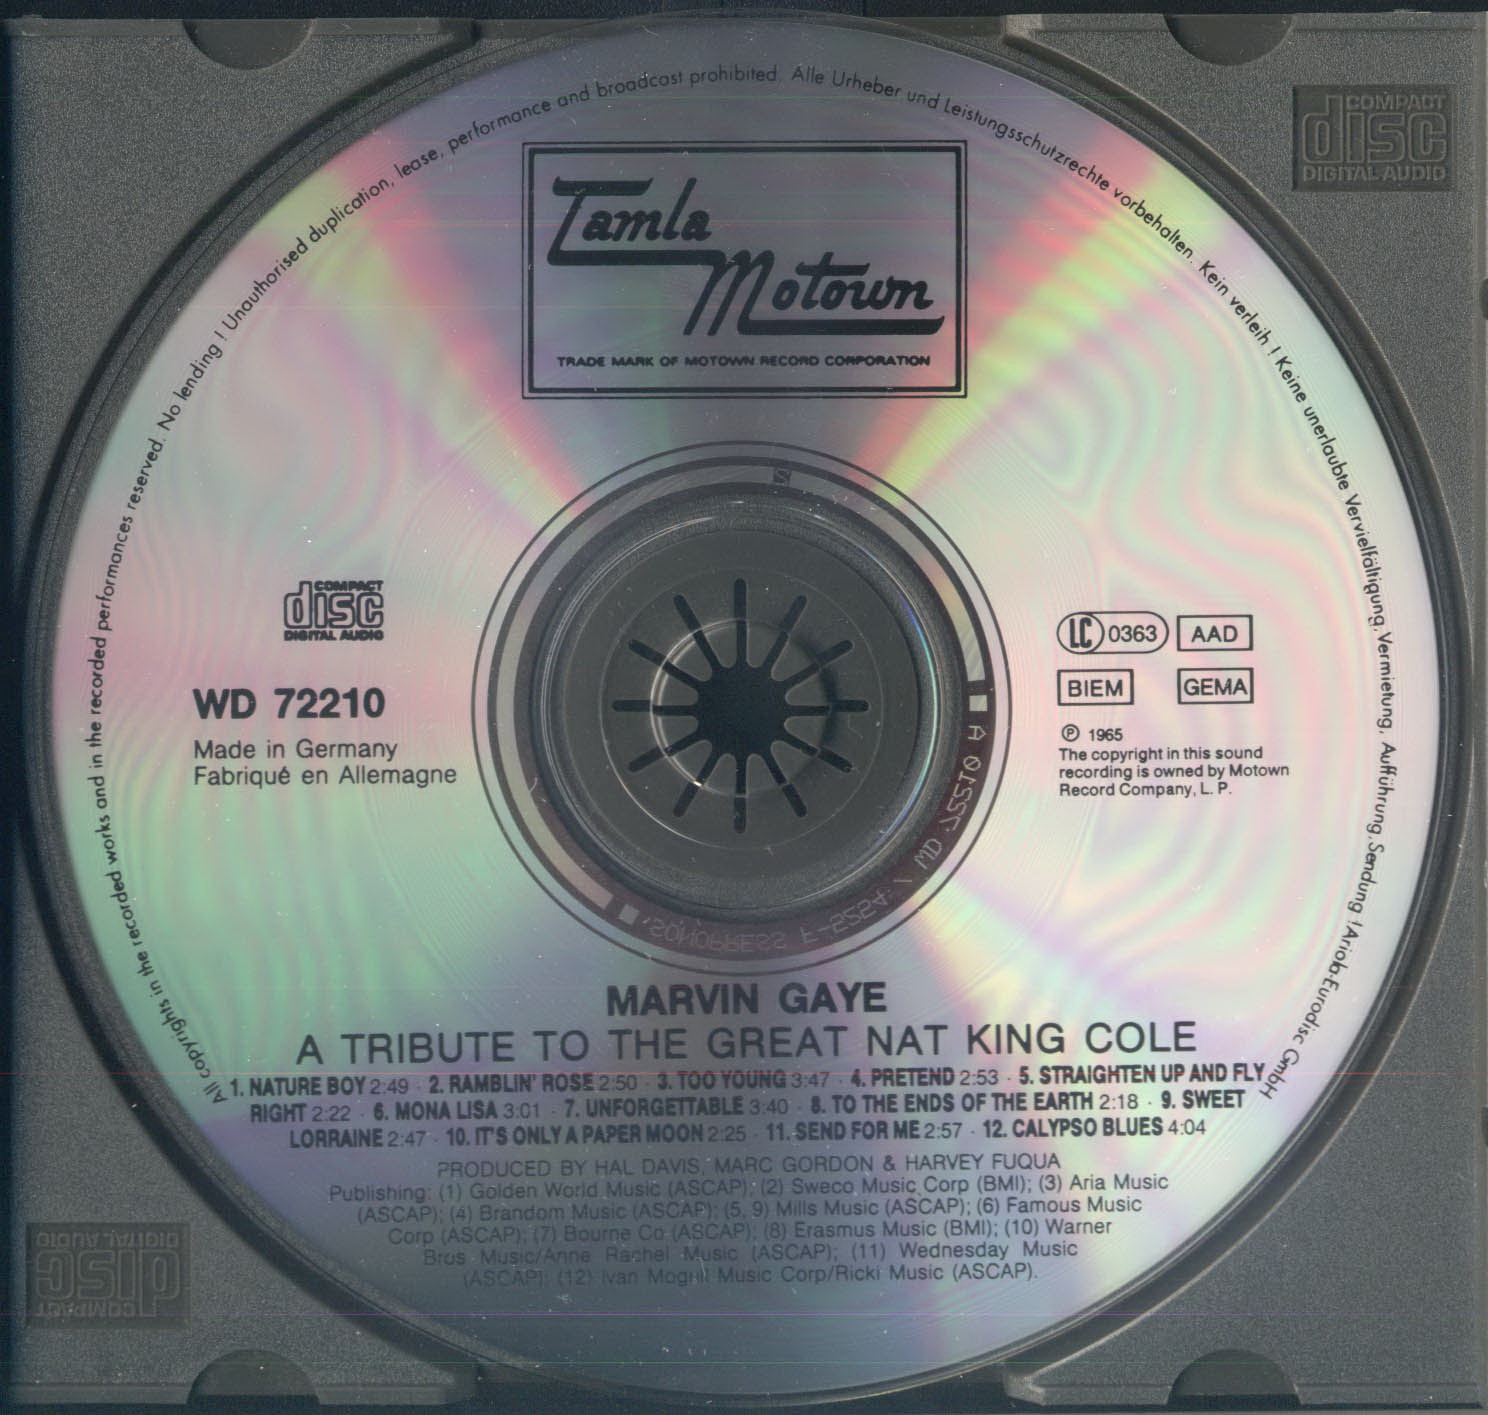 All copyrights in the recorded works and in the recorded performances reserved. No lending ! Unauthorised duplication, lease, performance and broadcast prohibited. Alle Urheber und Leistungsschutzrechte vorbehalten. Kein verleih ! Keine unerlaubte Vervielfältigung, Vermietung, Aufführung, Sendung ! Ariola-Eurodisc GmbH
COMPACT
disc
DIGITAL AUDIO
Tamla
Motown
TRADE MARK OF MOTOWN RECORD CORPORATION
S
COMPACT
disc
DIGITAL AUDIO
WD 72210
Made in Germany
Fabriqué en Allemagne
LC 0363 AAD
BIEM GEMA
℗ 1965
The copyright in this sound
recording is owned by Motown
Record Company, L. P.
MARVIN GAYE
A TRIBUTE TO THE GREAT NAT KING COLE
1. NATURE BOY 2:49 · 2. RAMBLIN' ROSE 2:50 · 3. TOO YOUNG 3:47 · 4. PRETEND 2:53 · 5. STRAIGHTEN UP AND FLY
RIGHT 2:22 · 6. MONA LISA 3:01 · 7. UNFORGETTABLE 3:40 · 8. TO THE ENDS OF THE EARTH 2:18 · 9. SWEET
LORRAINE 2:47 · 10. IT'S ONLY A PAPER MOON 2:25 · 11. SEND FOR ME 2:57 · 12. CALYPSO BLUES 4:04
PRODUCED BY HAL DAVIS, MARC GORDON & HARVEY FUQUA
Publishing: (1) Golden World Music (ASCAP); (2) Sweco Music Corp (BMI); (3) Aria Music
(ASCAP); (4) Brandom Music (ASCAP); (5, 9) Mills Music (ASCAP); (6) Famous Music
Corp (ASCAP); (7) Bourne Co (ASCAP); (8) Erasmus Music (BMI); (10) Warner
Bros Music/Anne Rachel Music (ASCAP); (11) Wednesday Music
(ASCAP); (12) Ivan Mogull Music Corp/Ricki Music (ASCAP).
COMPACT
disc
DIGITAL AUDIO